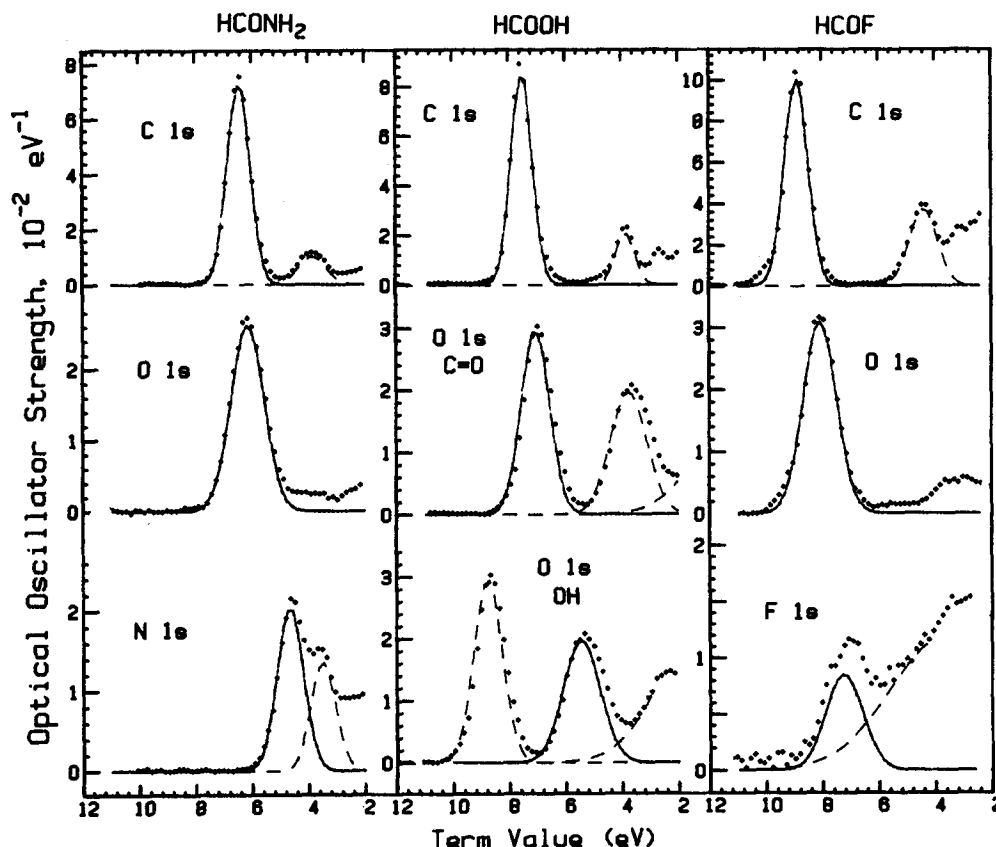 HCONH₂ HCOOH HCOF
Optical Oscillator Strength, 10⁻² eV⁻¹
8
6
4
2
0
C 1s
8
6
4
2
0
C 1s
10
8
6
4
2
0
C 1s
2
1
0
O 1s
3
2
1
0
O 1s
C=O
3
2
1
0
O 1s
2
1
0
N 1s
3
2
1
0
O 1s
OH
2
1
0
F 1s
12 10 8 6 4 2
12 10 8 6 4 2
12 10 8 6 4 2
Term Value (eV)